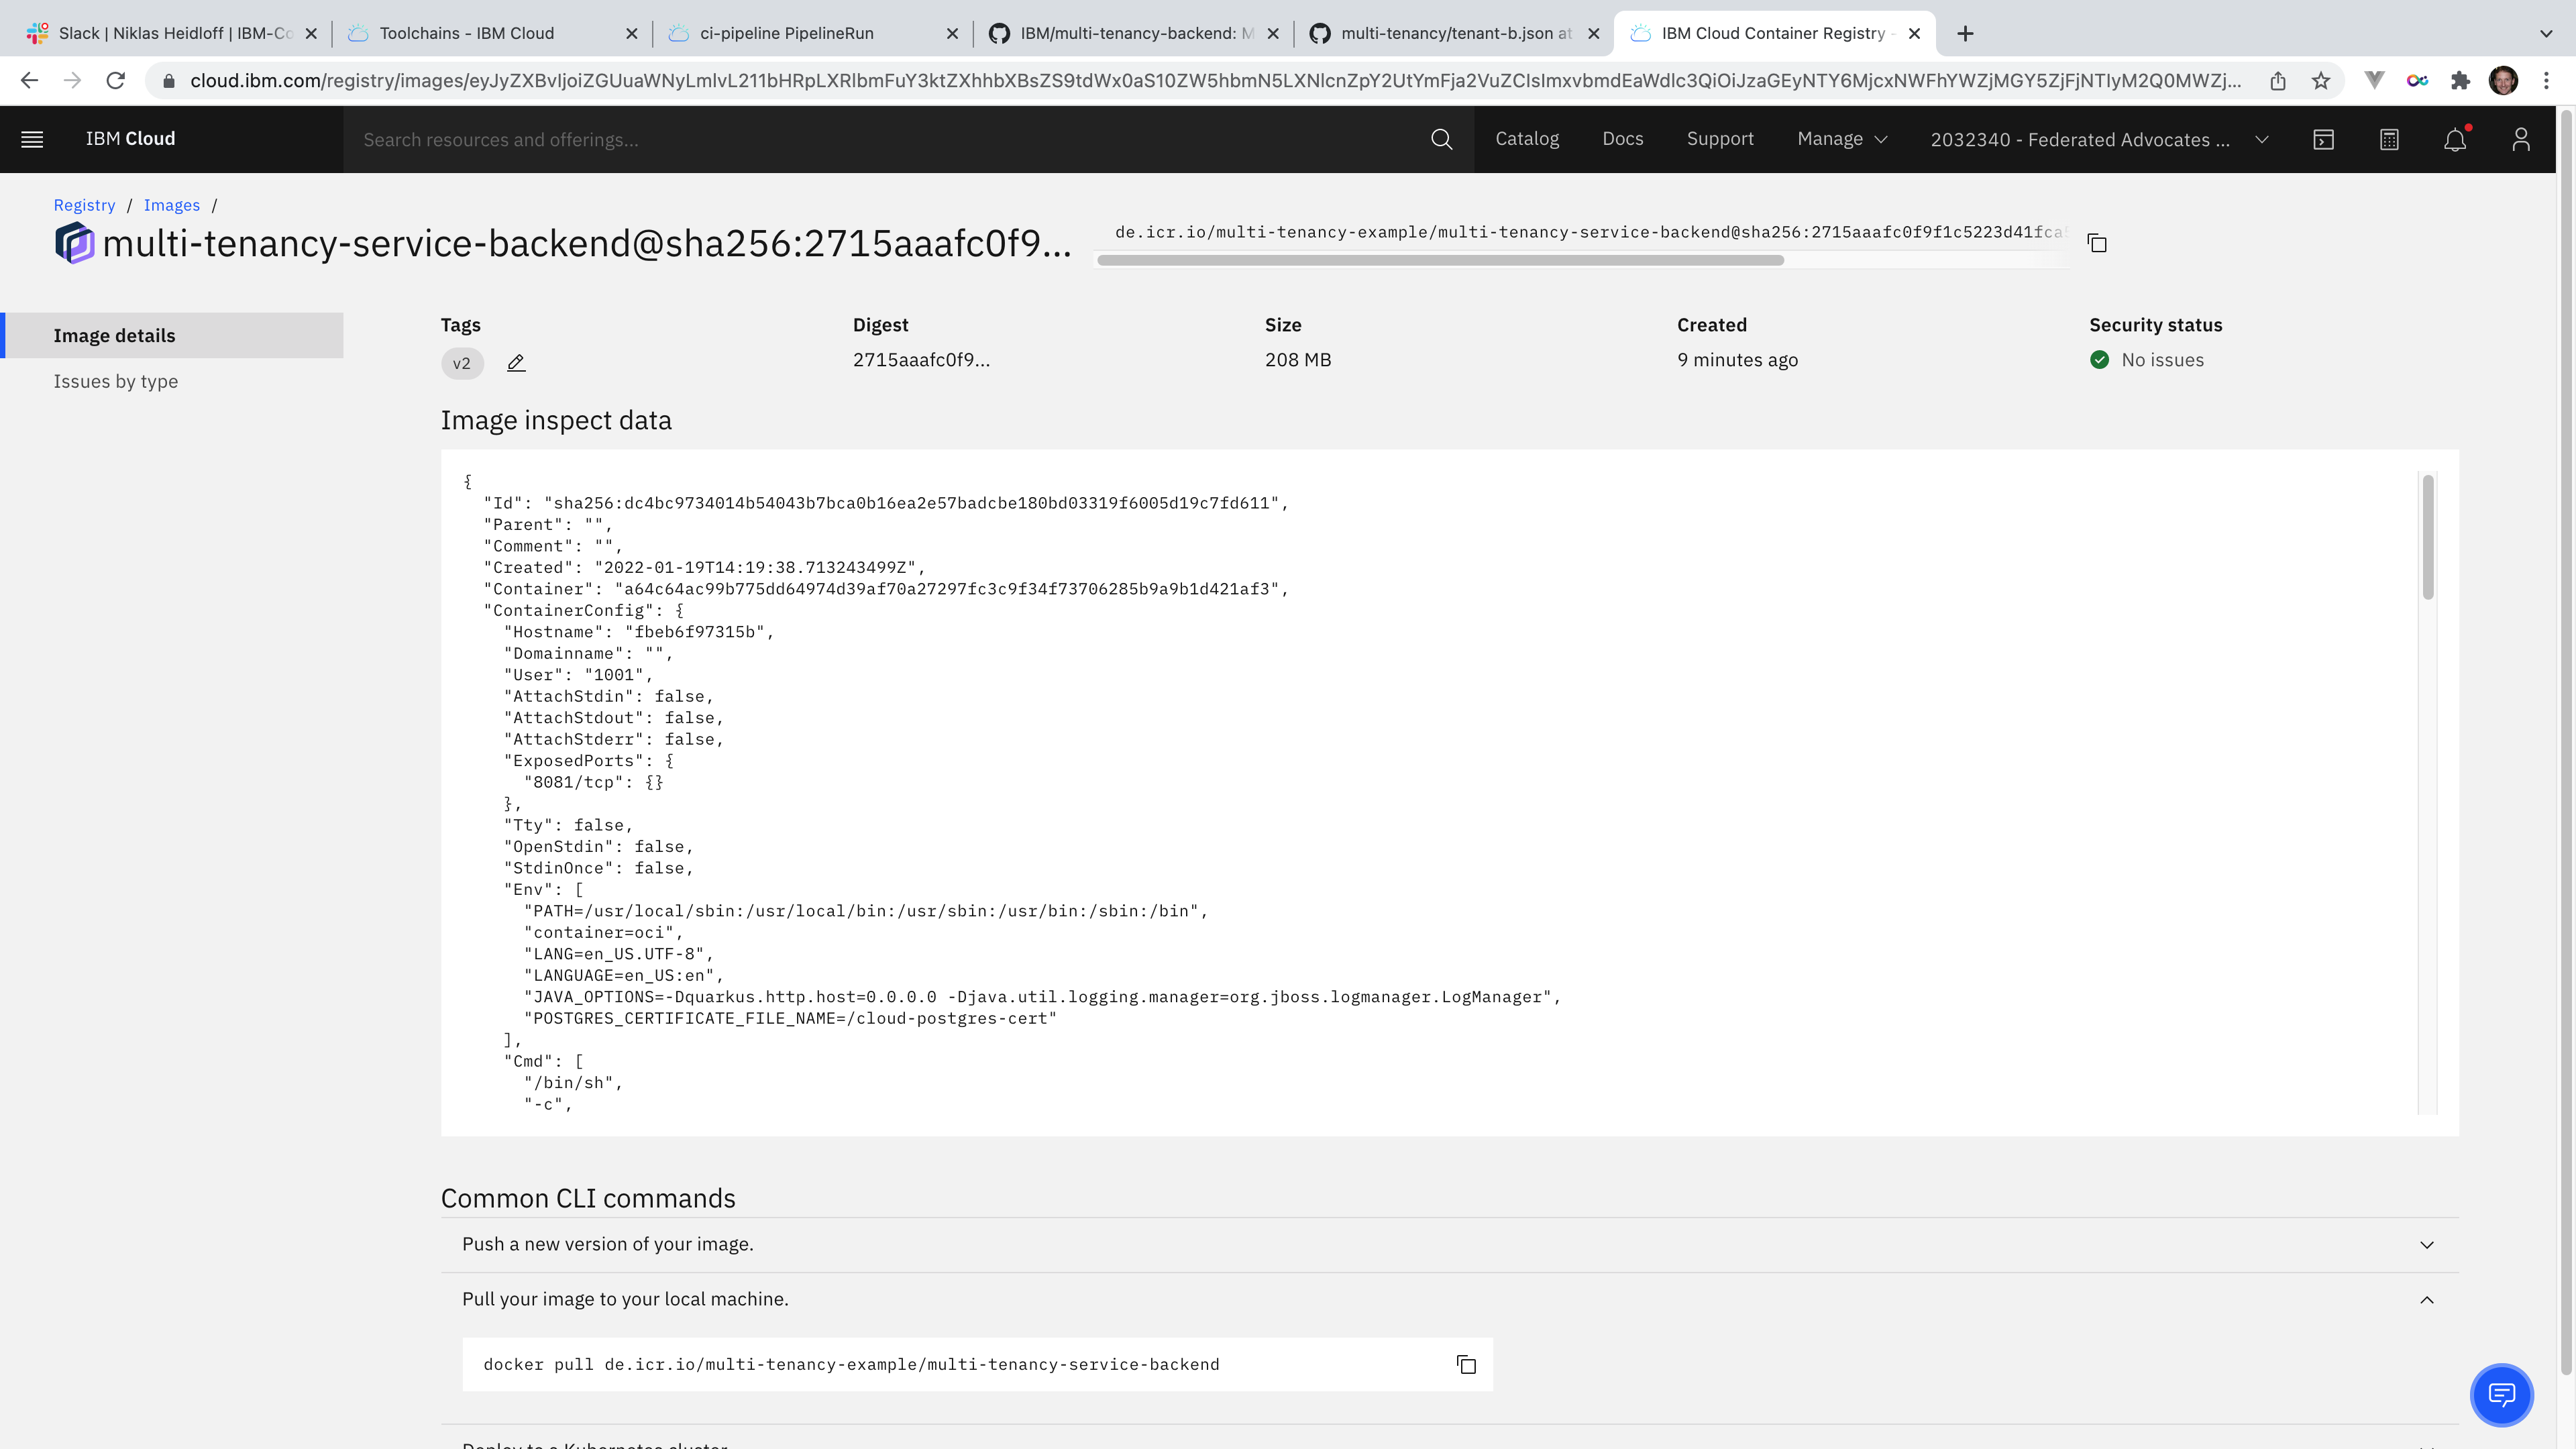 Slack | Niklas Heidloff | IBM-Co
Toolchains - IBM Cloud
ci-pipeline PipelineRun
IBM/multi-tenancy-backend: M
multi-tenancy/tenant-b.json at
IBM Cloud Container Registry -
cloud.ibm.com/registry/images/
IBM Cloud
Search resources and offerings...
Catalog
Docs
Support
Manage
2032340 - Federated Advocates ...
Registry / Images /
multi-tenancy-service-backend@sha256:2715aaafc0f9...
de.icr.io/multi-tenancy-example/multi-tenancy-service-backend@sha256:2715aaafc0f9f1c5223d41fca
Image details
Issues by type
Tags
v2
Digest
2715aaafc0f9...
Size
208 MB
Created
9 minutes ago
Security status
No issues
Image inspect data
{
"Id": "sha256:dc4bc9734014b54043b7bca0b16ea2e57badcbe180bd03319f6005d19c7fd611",
"Parent": "",
"Comment": "",
"Created": "2022-01-19T14:19:38.713243499Z",
"Container": "a64c64ac99b775dd64974d39af70a27297fc3c9f34f73706285b9a9b1d421af3",
"ContainerConfig": {
"Hostname": "fbeb6f97315b",
"Domainname": "",
"User": "1001",
"AttachStdin": false,
"AttachStdout": false,
"AttachStderr": false,
"ExposedPorts": {
"8081/tcp": {}
},
"Tty": false,
"OpenStdin": false,
"StdinOnce": false,
"Env": [
"PATH=/usr/local/sbin:/usr/local/bin:/usr/sbin:/usr/bin:/sbin:/bin",
"container=oci",
"LANG=en_US.UTF-8",
"LANGUAGE=en_US:en",
"JAVA_OPTIONS=-Dquarkus.http.host=0.0.0.0 -Djava.util.logging.manager=org.jboss.logmanager.LogManager",
"POSTGRES_CERTIFICATE_FILE_NAME=/cloud-postgres-cert"
],
"Cmd": [
"/bin/sh",
"-c",
Common CLI commands
Push a new version of your image.
Pull your image to your local machine.
docker pull de.icr.io/multi-tenancy-example/multi-tenancy-service-backend
Deploy to a Kubernetes cluster